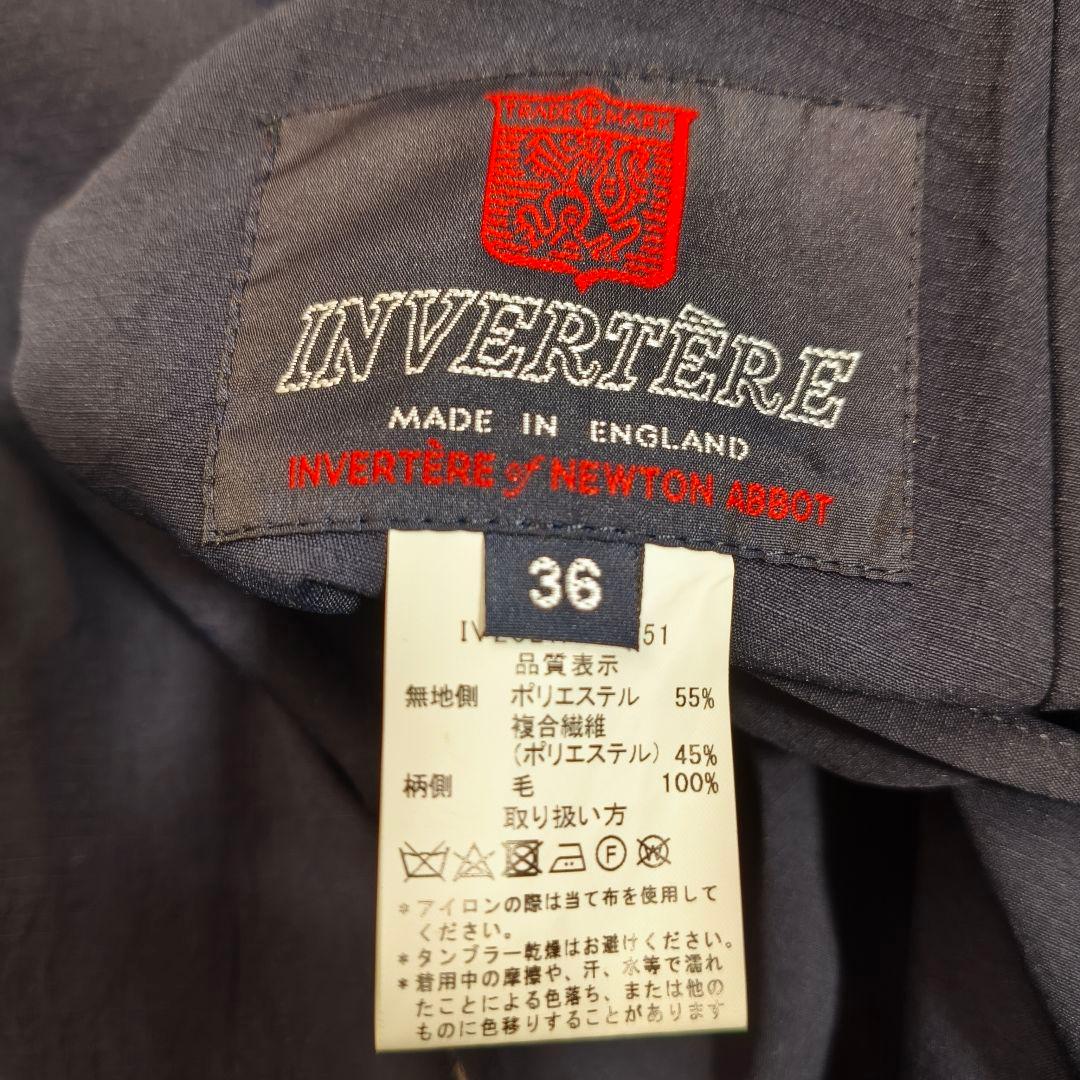 TRADE MARK
INVERTÈRE
MADE IN ENGLAND
INVERTÈRE of NEWTON ABBOT
36
51
品質表示
無地側 ポリエステル 55%
複合繊維
(ポリエステル) 45%
柄側 毛 100%
取り扱い方
F W
*アイロンの際は当て布を使用して
ください。
*タンブラー乾燥はお避けください。
*着用中の摩擦や、汗、水等で濡れ
たことによる色落ち、または他の
ものに色移りすることがあります